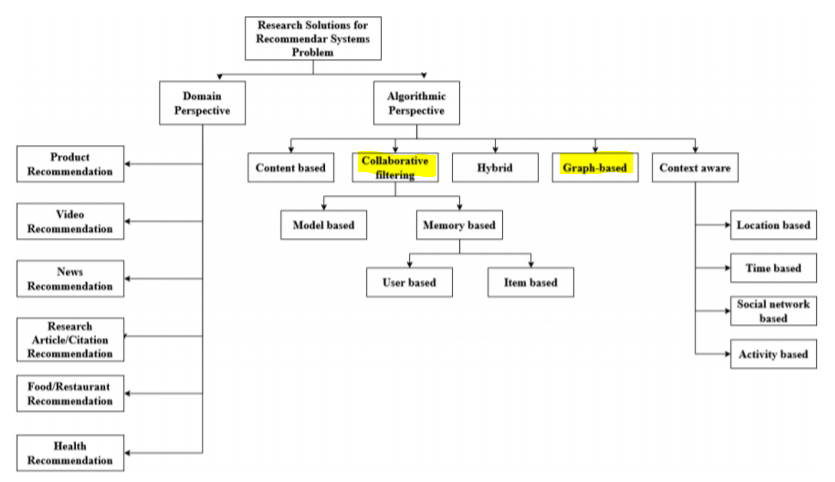 Research Solutions for
Recommendar Systems
Problem
Domain
Perspective
Algorithmic
Perspective
Product
Recommendation
Video
Recommendation
News
Recommendation
Research
Article/Citation
Recommendation
Food/Restaurant
Recommendation
Health
Recommendation
Content based
Collaborative
filtering
Hybrid
Graph-based
Context aware
Model based
Memory based
User based
Item based
Location based
Time based
Social network
based
Activity based